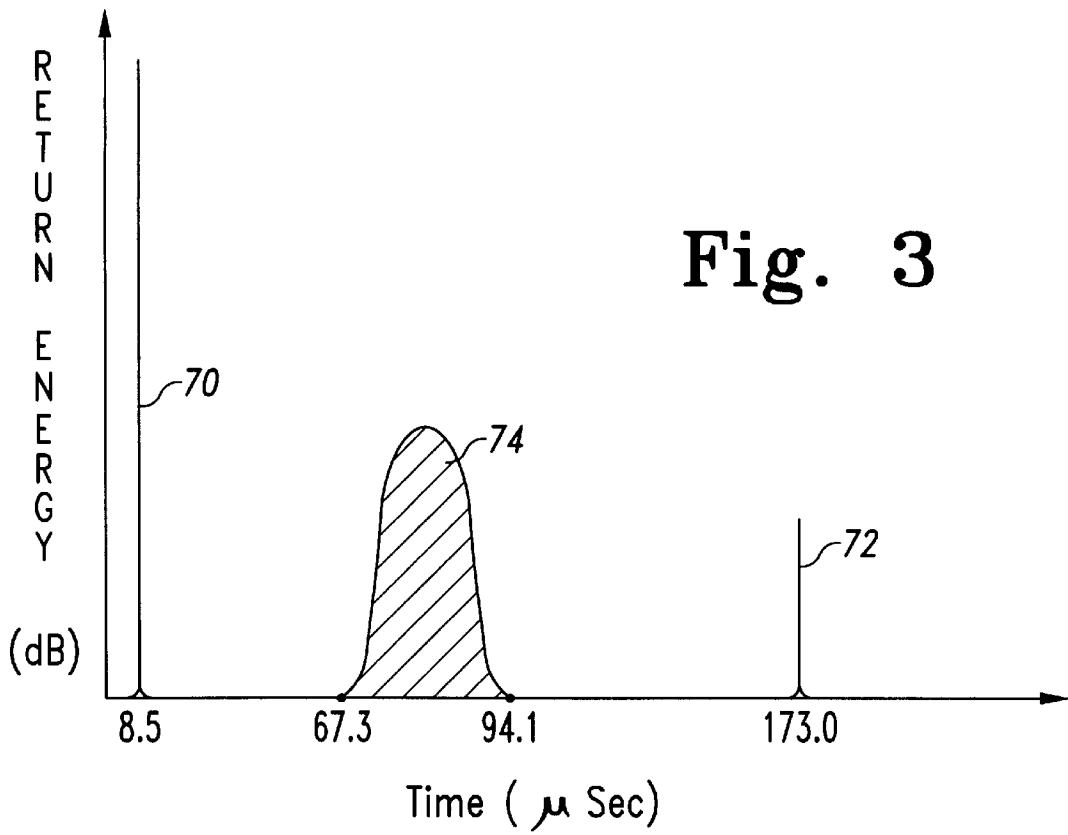 RETURN ENERGY
(dB)
Fig. 3
70
74
72
8.5 67.3 94.1 173.0
Time ( μ Sec)